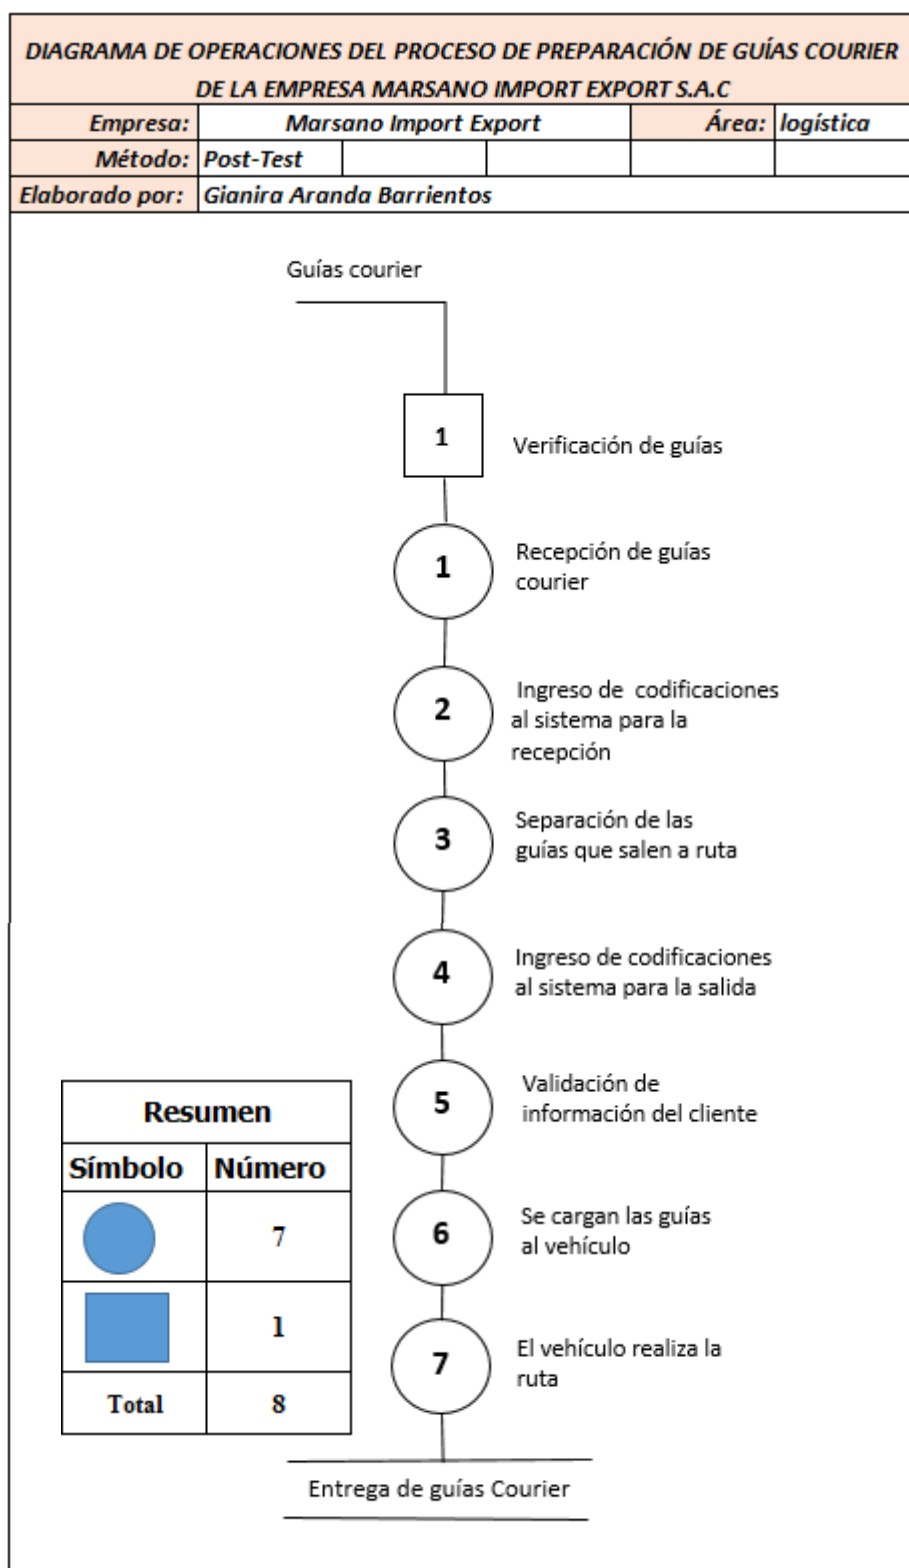 DIAGRAMA DE OPERACIONES DEL PROCESO DE PREPARACIÓN DE GUÍAS COURIER
DE LA EMPRESA MARSANO IMPORT EXPORT S.A.C
Empresa: Marsano Import Export Área: logística
Método: Post-Test
Elaborado por: Gianira Aranda Barrientos
Guías courier
1
Verificación de guías
1
Recepción de guías
courier
2
Ingreso de codificaciones
al sistema para la
recepción
3
Separación de las
guías que salen a ruta
4
Ingreso de codificaciones
al sistema para la salida
5
Validación de
información del cliente
6
Se cargan las guías
al vehículo
7
El vehículo realiza la
ruta
Resumen
Símbolo Número
7
1
Total 8
Entrega de guías Courier